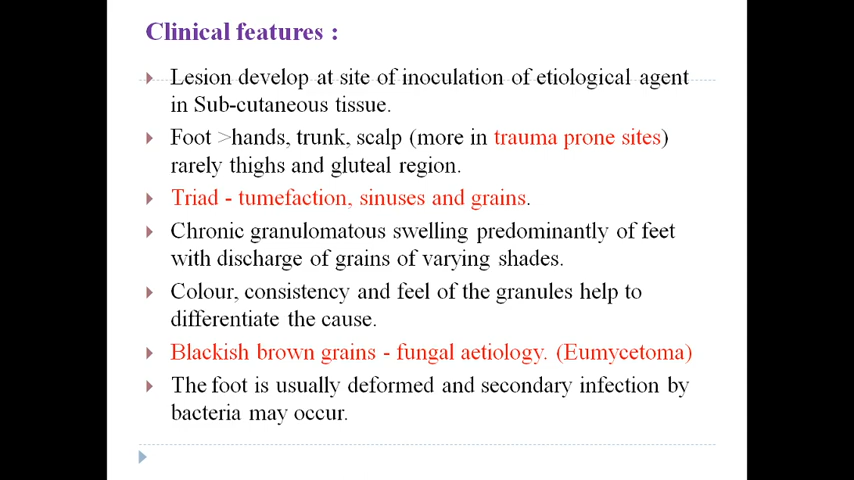 Clinical features :
Lesion develop at site of inoculation of etiological agent
in Sub-cutaneous tissue.
Foot >hands, trunk, scalp (more in trauma prone sites)
rarely thighs and gluteal region.
Triad - tumefaction, sinuses and grains.
Chronic granulomatous swelling predominantly of feet
with discharge of grains of varying shades.
Colour, consistency and feel of the granules help to
differentiate the cause.
Blackish brown grains - fungal aetiology. (Eumycetoma)
The foot is usually deformed and secondary infection by
bacteria may occur.